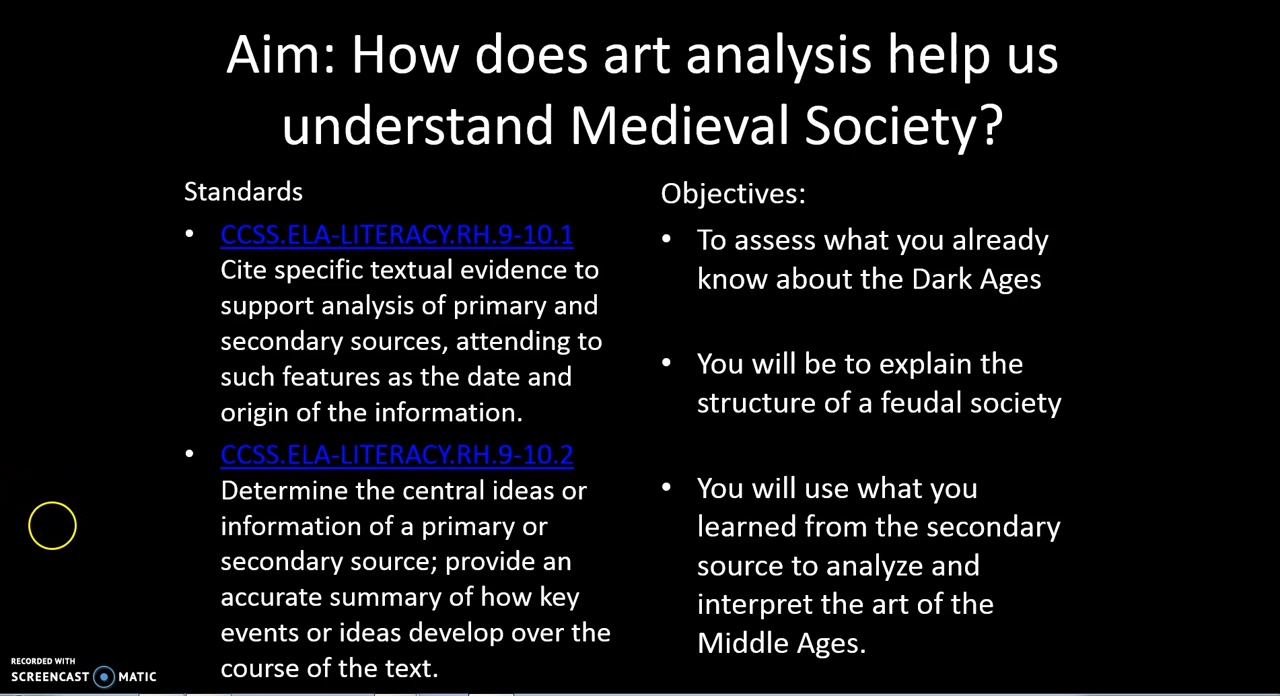 Aim: How does art analysis help us
understand Medieval Society?
Standards
• CCSS.ELA-LITERACY.RH.9-10.1
Cite specific textual evidence to
support analysis of primary and
secondary sources, attending to
such features as the date and
origin of the information.
• CCSS.ELA-LITERACY.RH.9-10.2
Determine the central ideas or
information of a primary or
secondary source; provide an
accurate summary of how key
events or ideas develop over the
course of the text.
Objectives:
• To assess what you already
know about the Dark Ages
• You will be to explain the
structure of a feudal society
• You will use what you
learned from the secondary
source to analyze and
interpret the art of the
Middle Ages.
RECORDED WITH
SCREENCAST MATIC